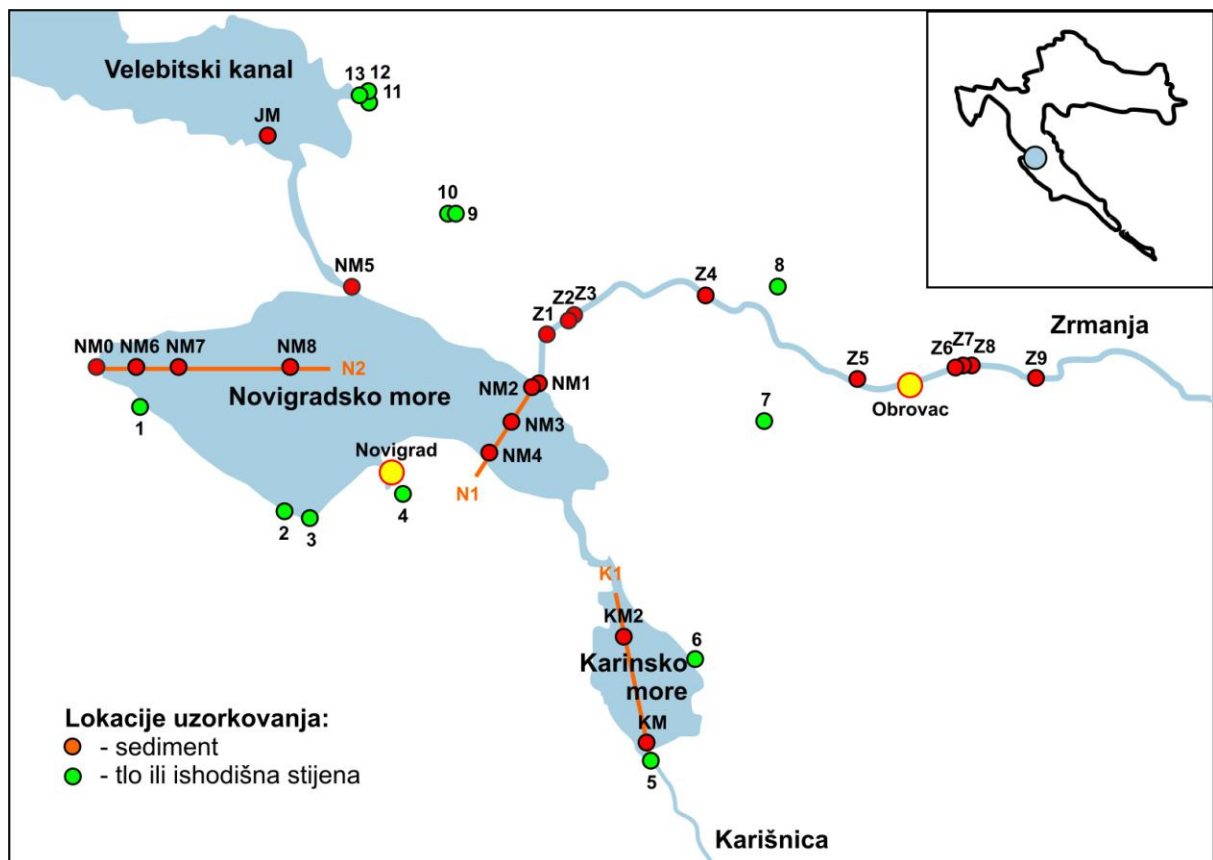 Velebitski kanal
13
12
11
JM
10
9
NM5
8
Z4
Z3
Z2
Z1
Zrmanja
NM0
NM6
NM7
NM8
N2
NM2
NM1
Z5
Z6
Z7
Z8
Z9
Novigradsko more
Obrovac
1
NM3
7
Novigrad
NM4
N1
4
2
3
K1
KM2
6
Karinsko
more
KM
5
Lokacije uzorkovanja:
- sediment
- tlo ili ishodišna stijena
Karišnica